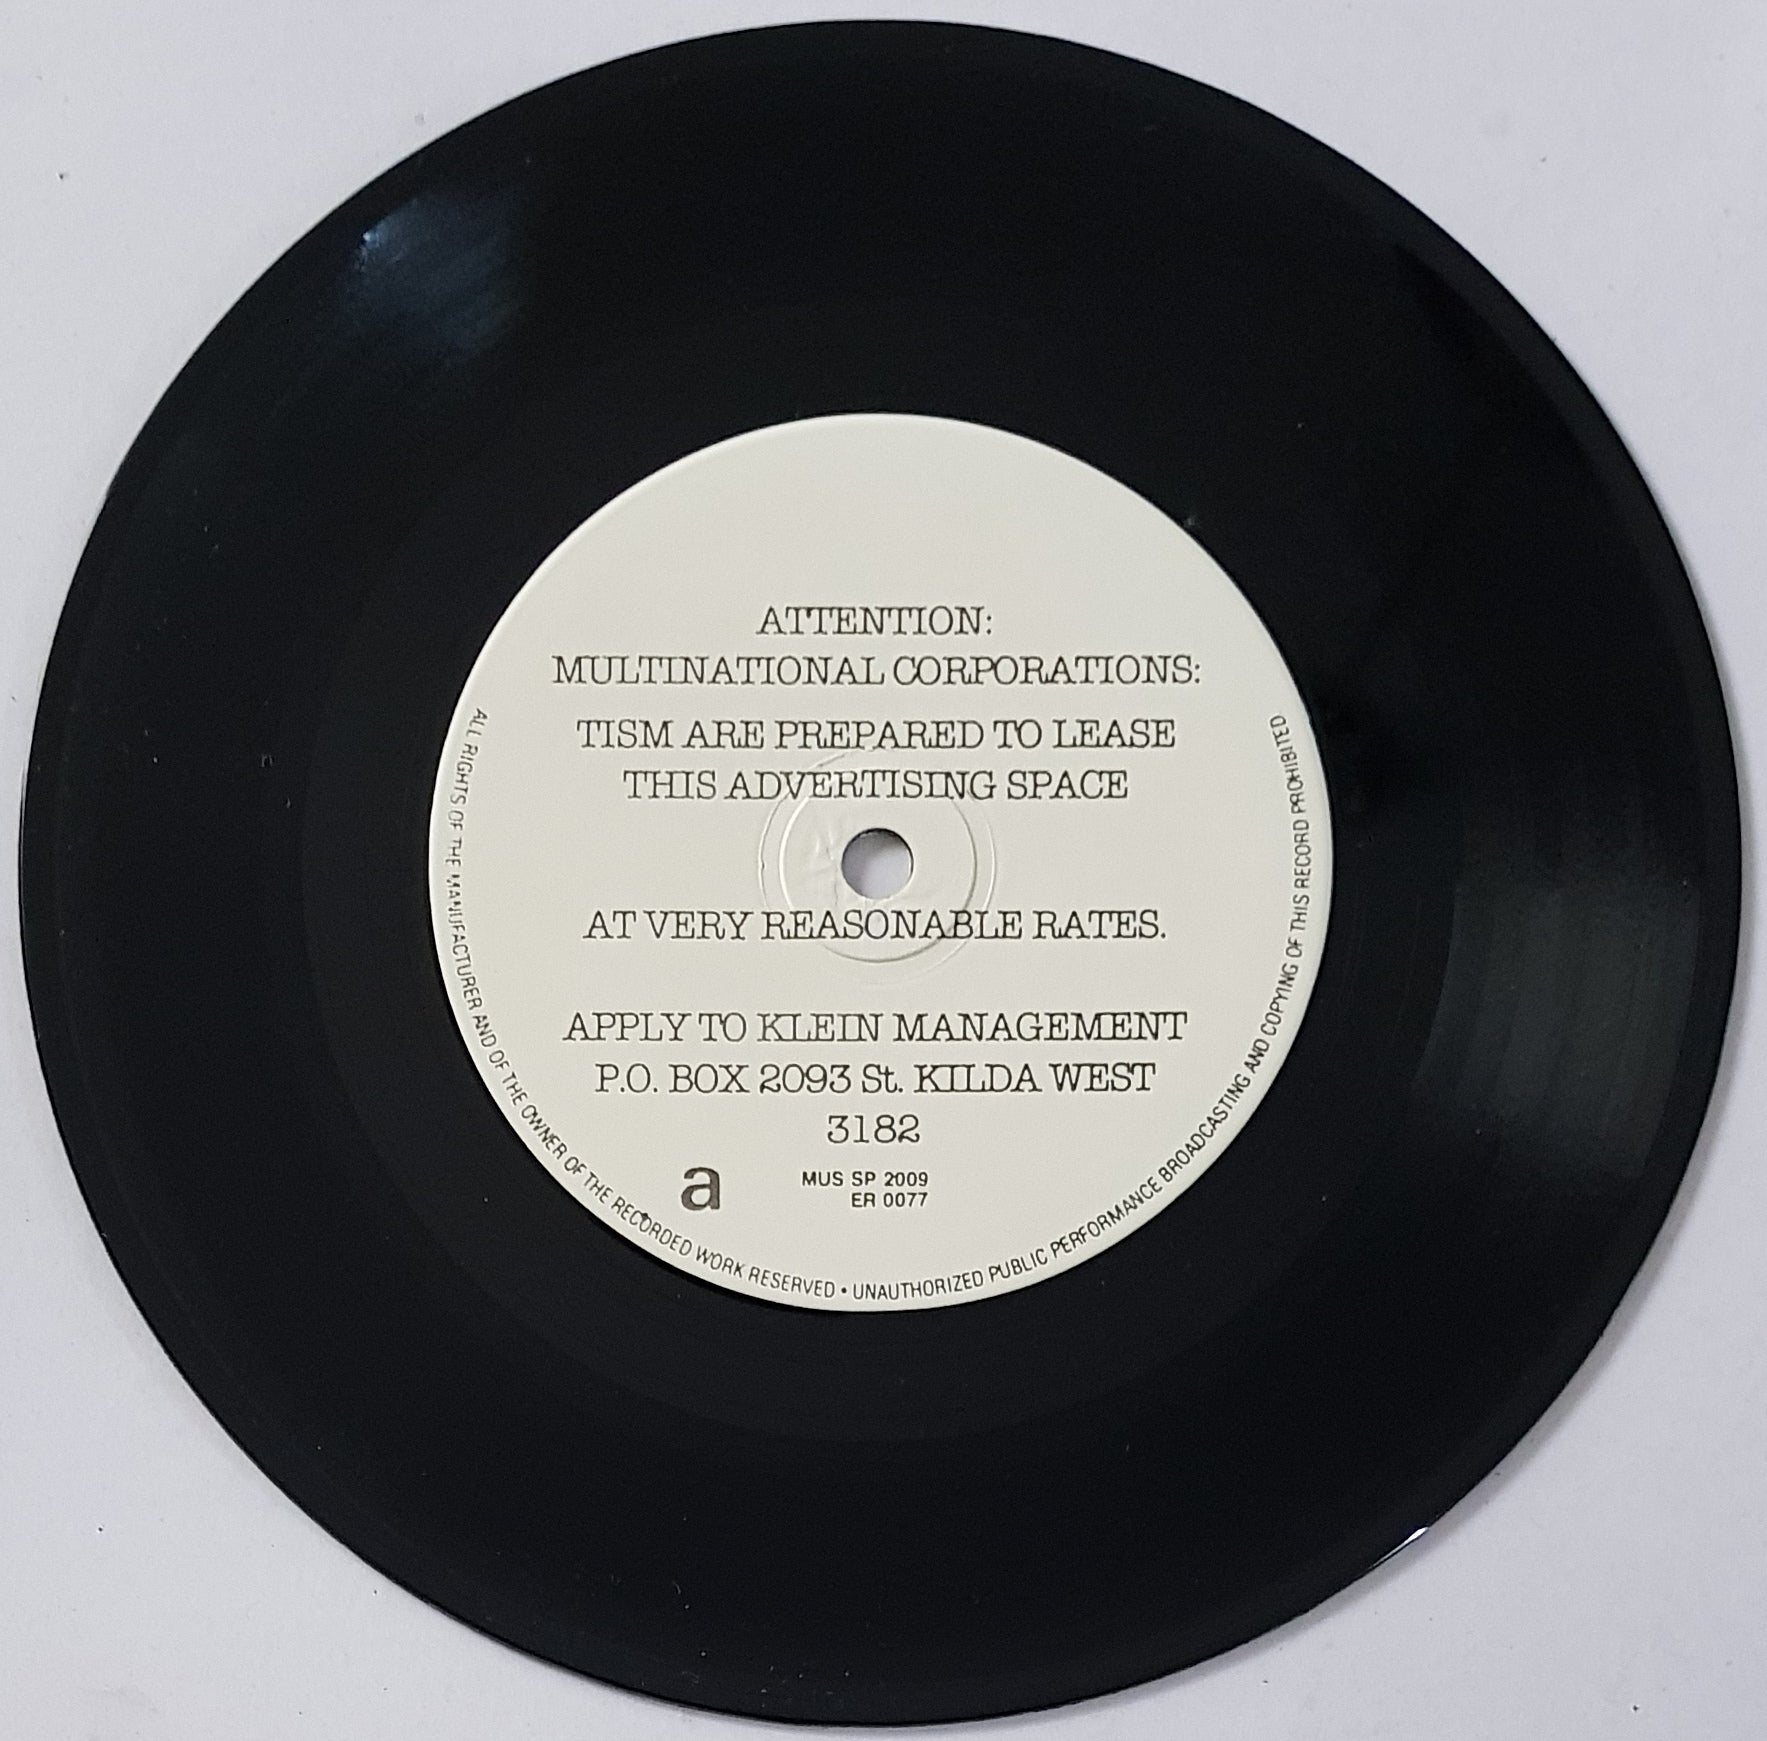 ATTENTION:
MULTINATIONAL CORPORATIONS:
TISM ARE PREPARED TO LEASE
THIS ADVERTISING SPACE
AT VERY REASONABLE RATES.
APPLY TO KLEIN MANAGEMENT
P.O. BOX 2093 St. KILDA WEST
3182
a
MUS SP 2009
ER 0077
ALL RIGHTS OF THE MANUFACTURER AND OF THE OWNER OF THE RECORDED WORK RESERVED • UNAUTHORIZED PUBLIC PERFORMANCE BROADCASTING AND COPYING OF THIS RECORD PROHIBITED